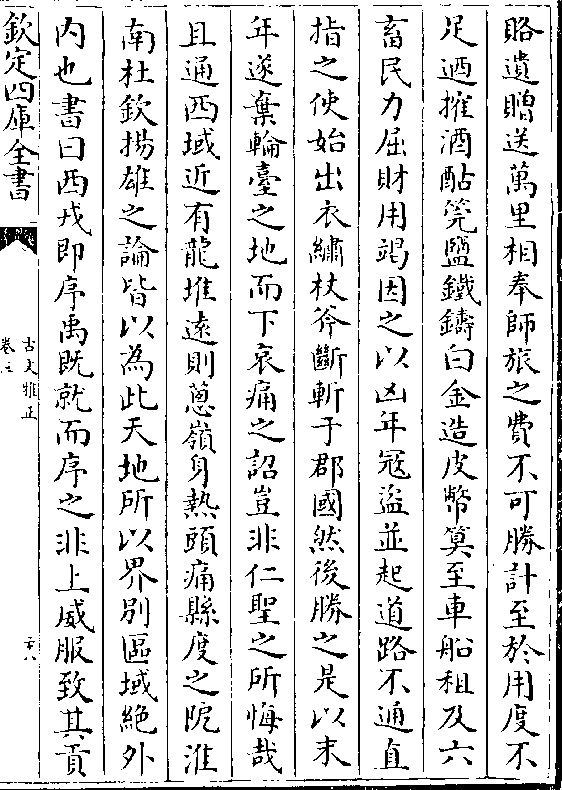 賂遺贈送萬里相奉師旅之費不可勝計至於用度不
足迺㩁酒酤筦鹽鐵鑄白金造皮幣筭至車船租及六
畜民力屈財用竭因之以凶年冦盜並起道路不通直
指之使始出衣繡杖斧斷斬于郡國然後勝之是以末
年遂棄輪臺之地而下哀痛之詔豈非仁聖之所悔哉
且通西域近有龍堆遠則蔥嶺身熱頭痛縣度之阸淮
南杜欽揚雄之論皆以為此天地所以界別區域絶外
内也書曰西戎即序禹既就而序之非上威服致其貢
欽定四庫全書
古文雅正
卷